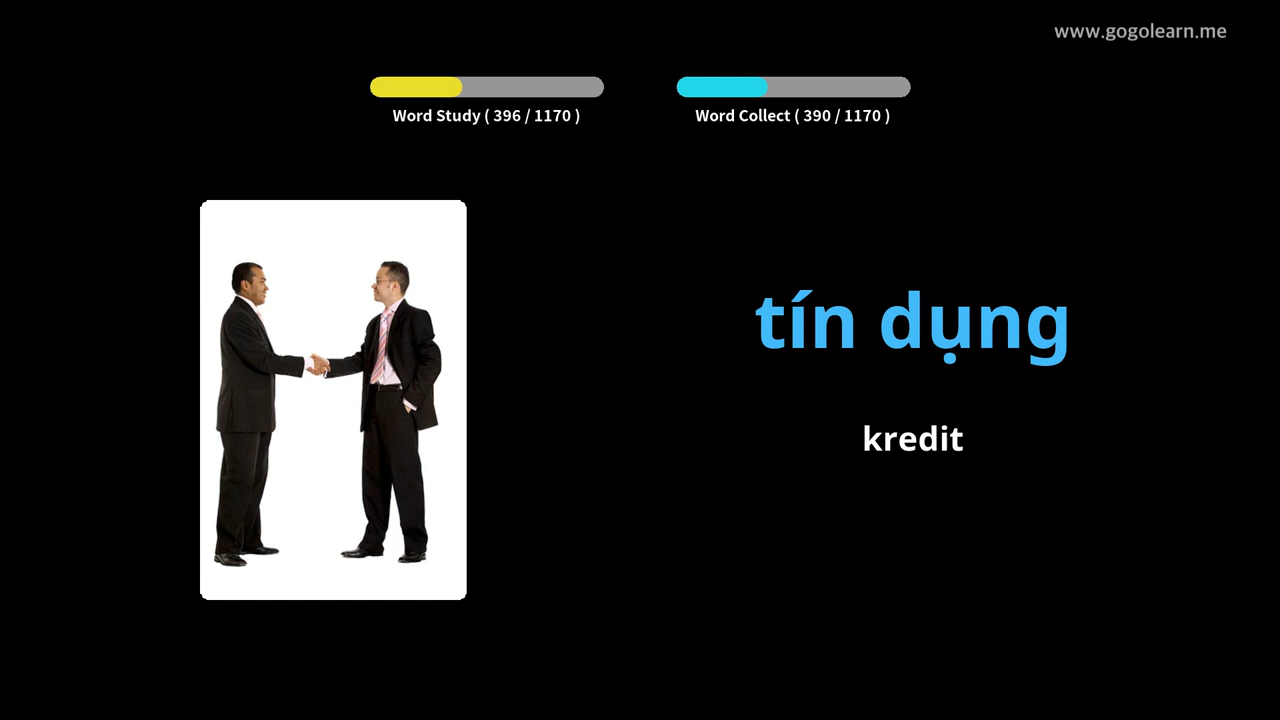 www.gogolearn.me
Word Study ( 396 / 1170 )
Word Collect ( 390 / 1170 )
tín dụng
kredit